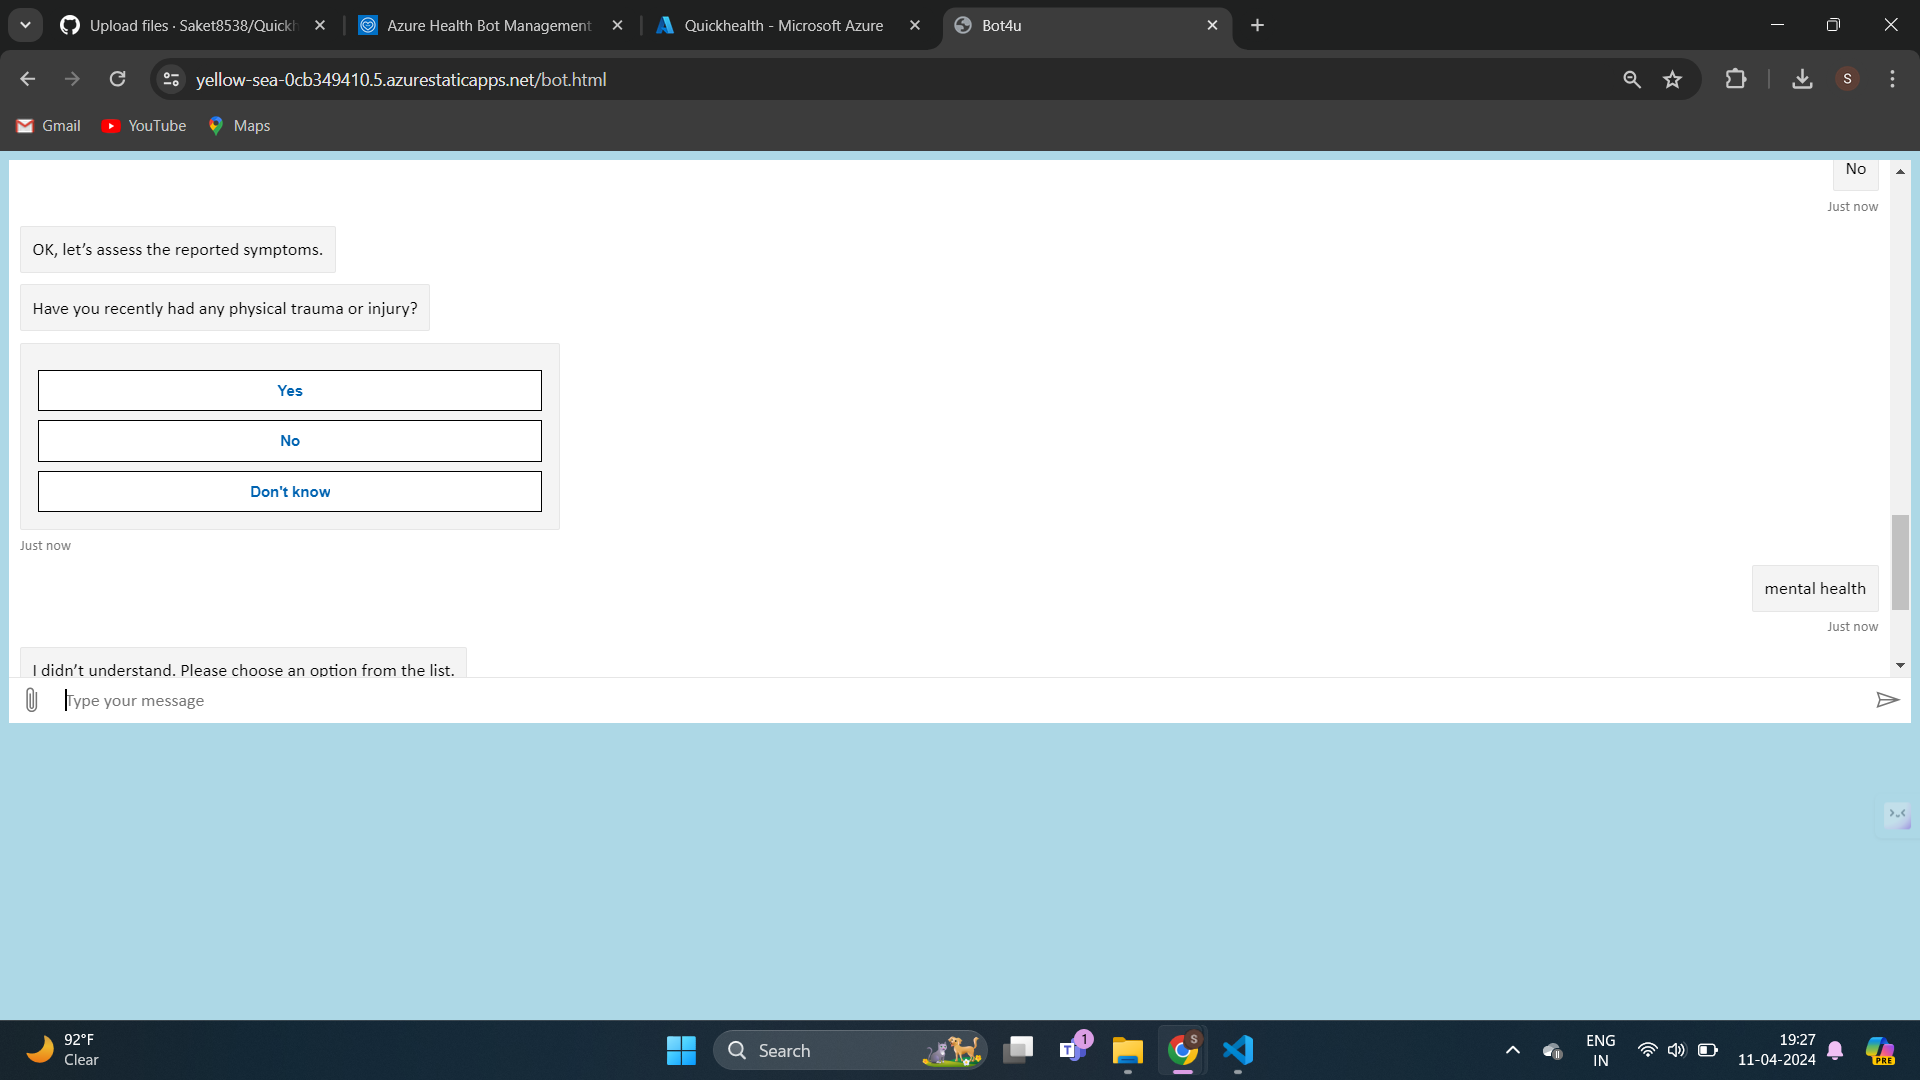 Upload files · Saket8538/Quickh
Azure Health Bot Management
Quickhealth - Microsoft Azure
Bot4u
yellow-sea-0cb349410.5.azurestaticapps.net/bot.html
S
Gmail
YouTube
Maps
No
Just now
OK, let’s assess the reported symptoms.
Have you recently had any physical trauma or injury?
Yes
No
Don't know
Just now
mental health
Just now
I didn’t understand. Please choose an option from the list.
Type your message
92°F
Clear
Search
1
S
ENG
IN
19:27
11-04-2024
PRE